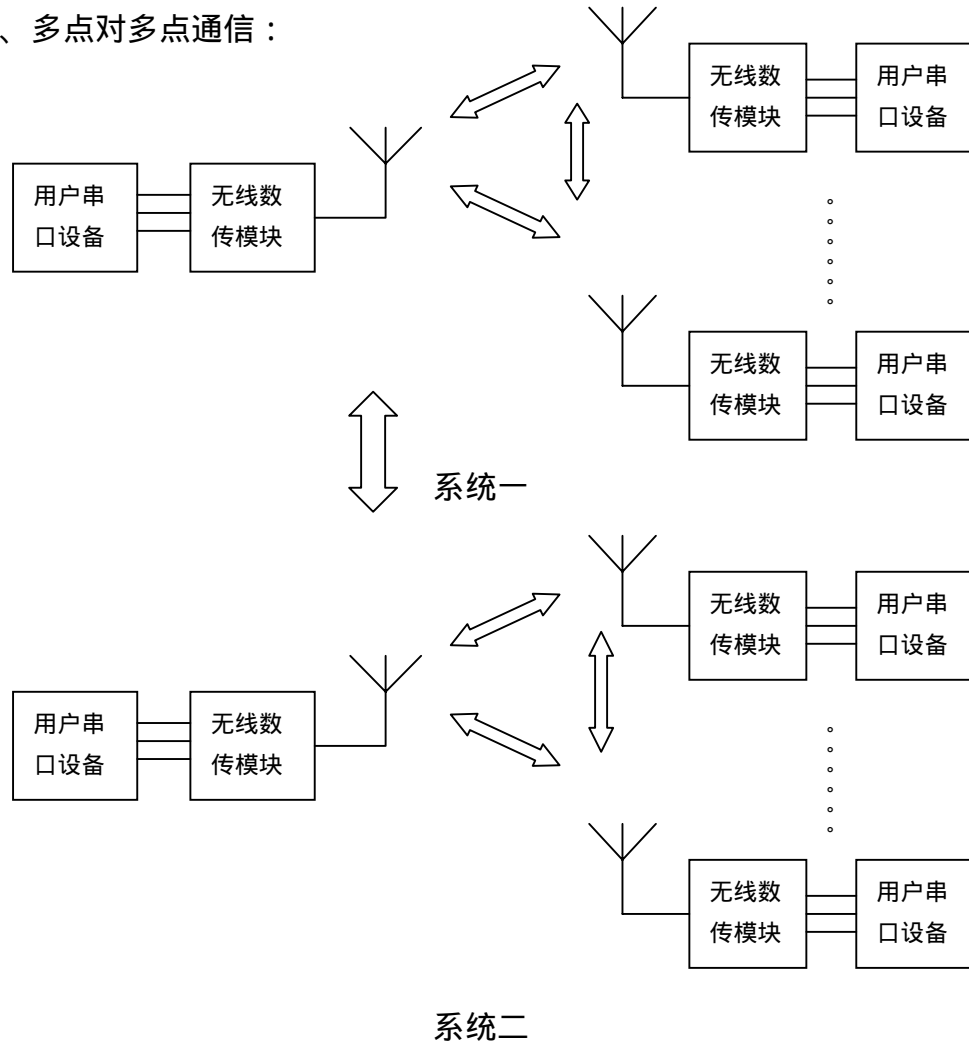 、多点对多点通信：
无线数
传模块
用户串
口设备
用户串
口设备
无线数
传模块
无线数
传模块
用户串
口设备
系统一
无线数
传模块
用户串
口设备
用户串
口设备
无线数
传模块
无线数
传模块
用户串
口设备
系统二